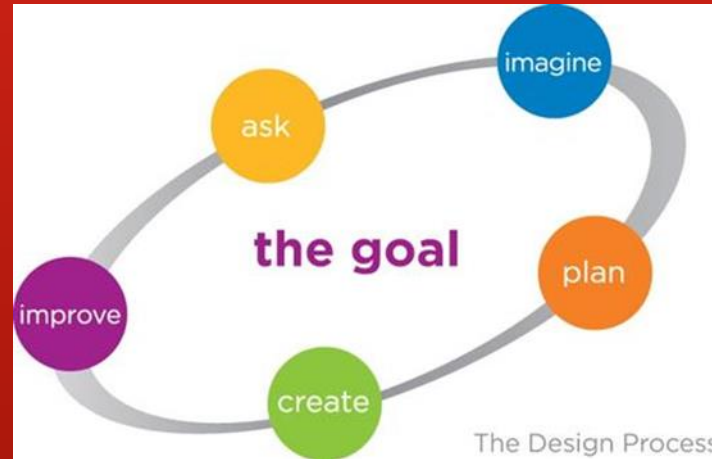 imagine
ask
the goal
plan
improve
create
The Design Process